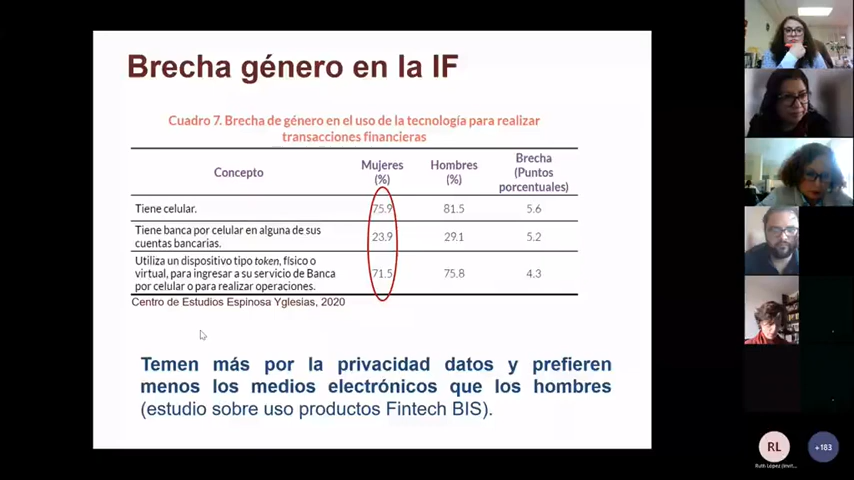 Brecha género en la IF
Cuadro 7. Brecha de género en el uso de la tecnología para realizar
transacciones financieras
Concepto
Mujeres
(%)
Hombres
(%)
Brecha
(Puntos
porcentuales)
Tiene celular.
75.9
81.5
5.6
Tiene banca por celular en alguna de sus
cuentas bancarias.
23.9
29.1
5.2
Utiliza un dispositivo tipo token, físico o
virtual, para ingresar a su servicio de Banca
por celular o para realizar operaciones.
71.5
75.8
4.3
Centro de Estudios Espinosa Yglesias, 2020
Temen más por la privacidad datos y prefieren
menos los medios electrónicos que los hombres
(estudio sobre uso productos Fintech BIS).
RL
+183